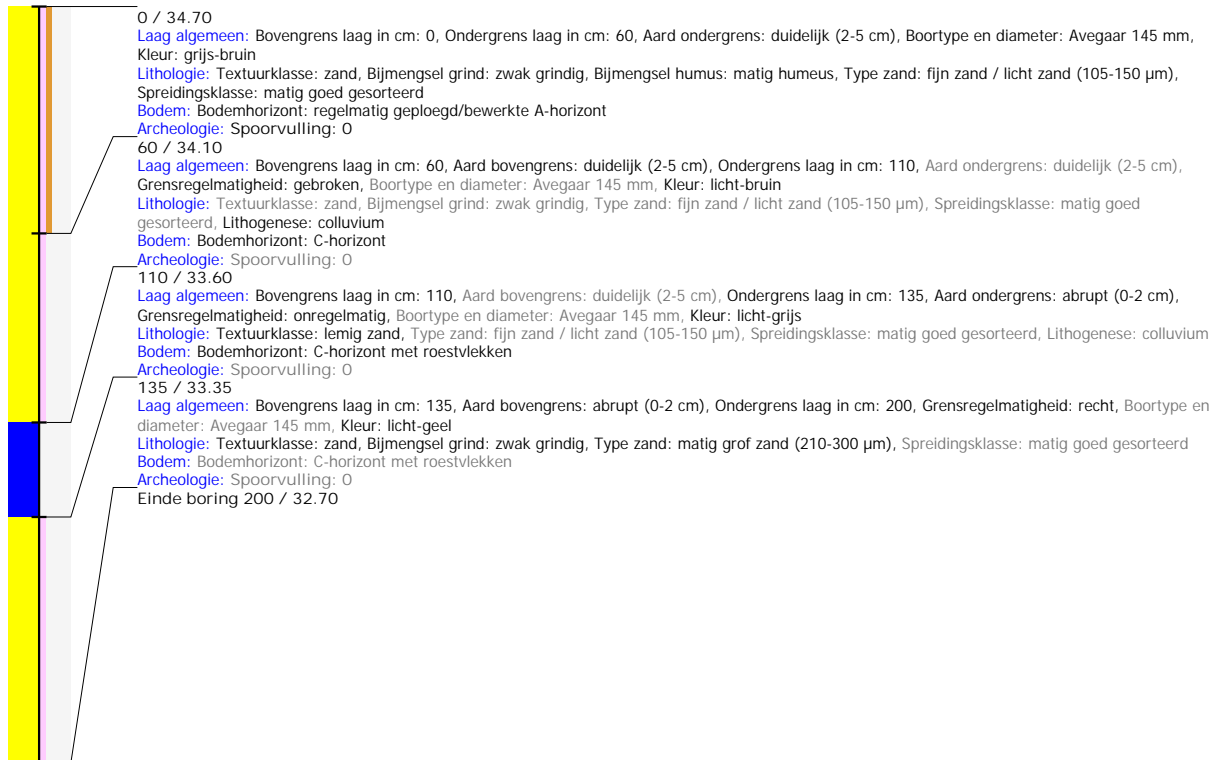 0 / 34.70
Laag algemeen: Bovengrens laag in cm: 0, Ondergrens laag in cm: 60, Aard ondergrens: duidelijk (2-5 cm), Boortype en diameter: Avegaar 145 mm,
Kleur: grijs-bruin
Lithologie: Textuurklasse: zand, Bijmengsel grind: zwak grindig, Bijmengsel humus: matig humeus, Type zand: fijn zand / licht zand (105-150 µm),
Spreidingsklasse: matig goed gesorteerd
Bodem: Bodemhorizont: regelmatig geploegd/bewerkte A-horizont
Archeologie: Spoorvulling: 0
60 / 34.10
Laag algemeen: Bovengrens laag in cm: 60, Aard bovengrens: duidelijk (2-5 cm), Ondergrens laag in cm: 110, Aard ondergrens: duidelijk (2-5 cm),
Grensregelmatigheid: gebroken, Boortype en diameter: Avegaar 145 mm, Kleur: licht-bruin
Lithologie: Textuurklasse: zand, Bijmengsel grind: zwak grindig, Type zand: fijn zand / licht zand (105-150 µm), Spreidingsklasse: matig goed
gesorteerd, Lithogenese: colluvium
Bodem: Bodemhorizont: C-horizont
Archeologie: Spoorvulling: 0
110 / 33.60
Laag algemeen: Bovengrens laag in cm: 110, Aard bovengrens: duidelijk (2-5 cm), Ondergrens laag in cm: 135, Aard ondergrens: abrupt (0-2 cm),
Grensregelmatigheid: onregelmatig, Boortype en diameter: Avegaar 145 mm, Kleur: licht-grijs
Lithologie: Textuurklasse: lemig zand, Type zand: fijn zand / licht zand (105-150 µm), Spreidingsklasse: matig goed gesorteerd, Lithogenese: colluvium
Bodem: Bodemhorizont: C-horizont met roestvlekken
Archeologie: Spoorvulling: 0
135 / 33.35
Laag algemeen: Bovengrens laag in cm: 135, Aard bovengrens: abrupt (0-2 cm), Ondergrens laag in cm: 200, Grensregelmatigheid: recht, Boortype en
diameter: Avegaar 145 mm, Kleur: licht-geel
Lithologie: Textuurklasse: zand, Bijmengsel grind: zwak grindig, Type zand: matig grof zand (210-300 µm), Spreidingsklasse: matig goed gesorteerd
Bodem: Bodemhorizont: C-horizont met roestvlekken
Archeologie: Spoorvulling: 0
Einde boring 200 / 32.70